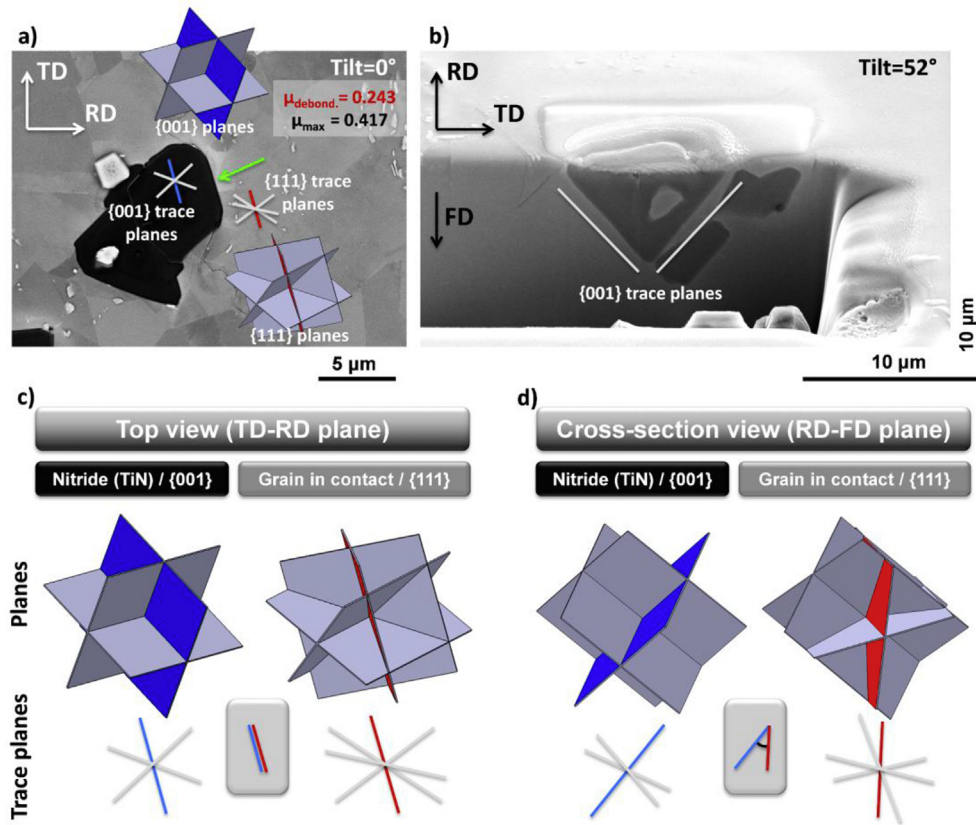 a)
TD
RD
Tilt=0°
μdebond.= 0.243
μmax = 0.417
{001} planes
{001} trace
planes
{111} trace
planes
{111} planes
5 µm
b)
RD
TD
Tilt=52°
FD
{001} trace planes
10 µm
10 µm
c)
Top view (TD-RD plane)
Nitride (TiN) / {001}
Grain in contact / {111}
d)
Cross-section view (RD-FD plane)
Nitride (TiN) / {001}
Grain in contact / {111}
Planes
Trace planes